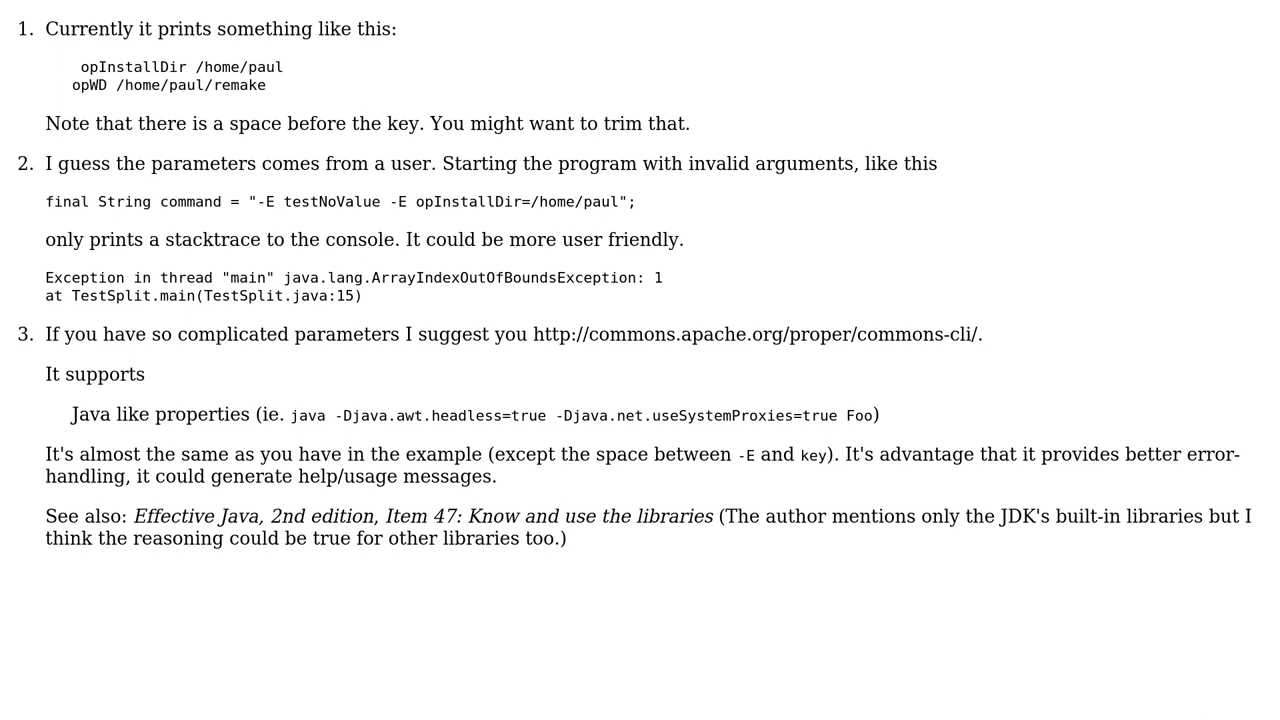 1. Currently it prints something like this:
opInstallDir /home/paul
opWD /home/paul/remake
Note that there is a space before the key. You might want to trim that.
2. I guess the parameters comes from a user. Starting the program with invalid arguments, like this
final String command = "-E testNoValue -E opInstallDir=/home/paul";
only prints a stacktrace to the console. It could be more user friendly.
Exception in thread "main" java.lang.ArrayIndexOutOfBoundsException: 1
at TestSplit.main(TestSplit.java:15)
3. If you have so complicated parameters I suggest you http://commons.apache.org/proper/commons-cli/.
It supports
Java like properties (ie. java -Djava.awt.headless=true -Djava.net.useSystemProxies=true Foo)
It's almost the same as you have in the example (except the space between -E and key). It's advantage that it provides better error-
handling, it could generate help/usage messages.
See also: Effective Java, 2nd edition, Item 47: Know and use the libraries (The author mentions only the JDK's built-in libraries but I
think the reasoning could be true for other libraries too.)